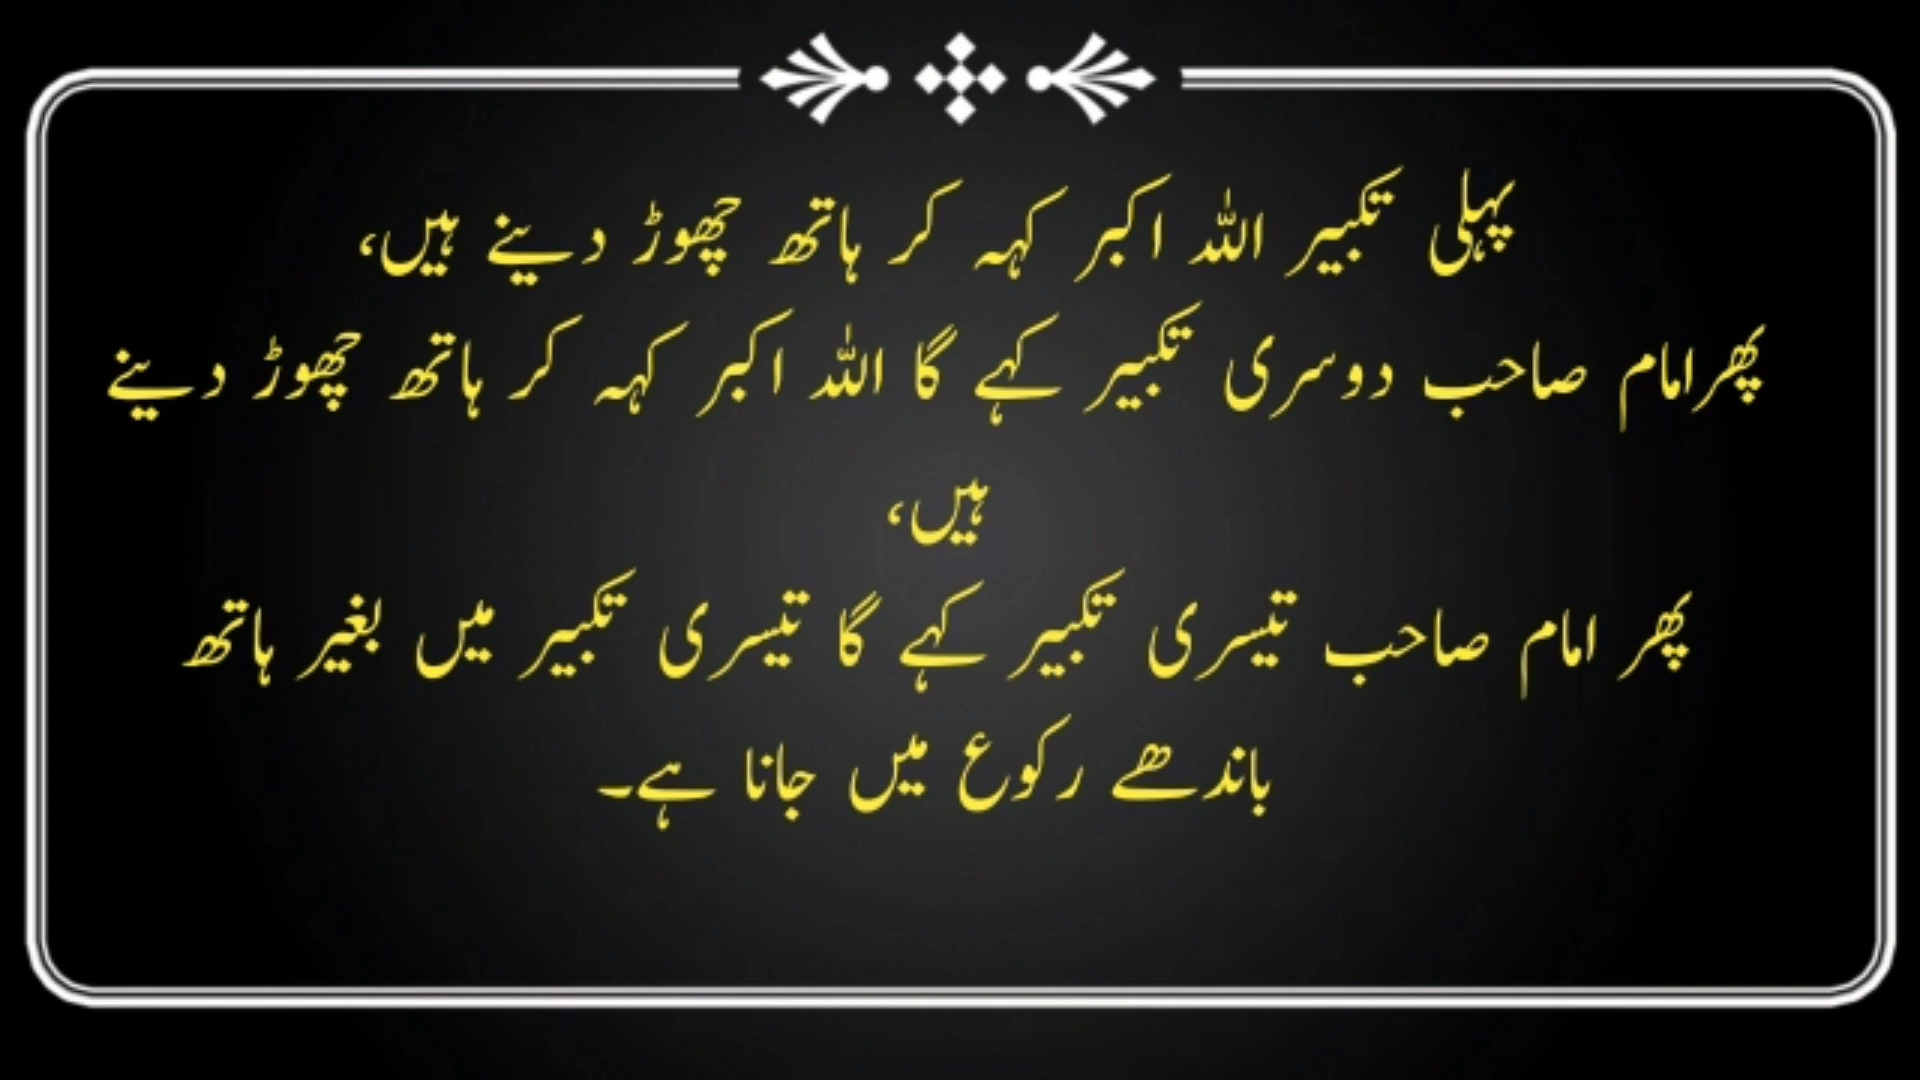 پہلی تکبیر اللہ اکبر کہہ کر ہاتھ چھوڑ دینے ہیں،
پھرامام صاحب دوسری تکبیر کہے گا اللہ اکبر کہہ کر ہاتھ چھوڑ دینے
ہیں،
پھر امام صاحب تیسری تکبیر کہے گا تیسری تکبیر میں بغیر ہاتھ
باندھے رکوع میں جانا ہے۔